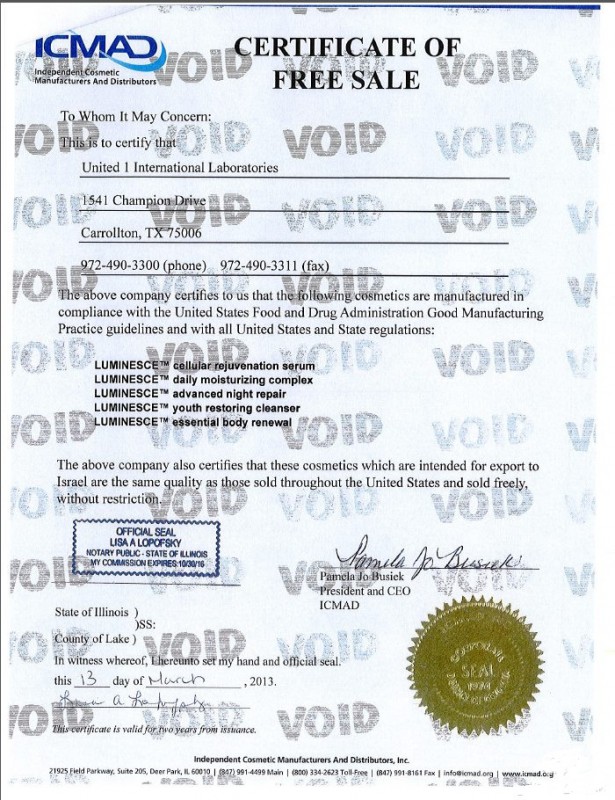 ICMAD
Independent Cosmetic
Manufacturers And Distributors
CERTIFICATE OF
FREE SALE
To Whom It May Concern:
This is to certify that
United 1 International Laboratories
1541 Champion Drive
Carrollton, TX 75006
972-490-3300 (phone) 972-490-3311 (fax)
The above company certifies to us that the following cosmetics are manufactured in
compliance with the United States Food and Drug Administration Good Manufacturing
Practice guidelines and with all United States and State regulations:
LUMINESCE™ cellular rejuvenation serum
LUMINESCE™ daily moisturizing complex
LUMINESCE™ advanced night repair
LUMINESCE™ youth restoring cleanser
LUMINESCE™ essential body renewal
The above company also certifies that these cosmetics which are intended for export to
Israel are the same quality as those sold throughout the United States and sold freely,
without restriction.
OFFICIAL SEAL
LISA A LOPOFSKY
NOTARY PUBLIC - STATE OF ILLINOIS
MY COMMISSION EXPIRES:10/30/16
Pamela Jo Busiek
Pamela Jo Busiek
President and CEO
ICMAD
State of Illinois )
)SS:
County of Lake )
In witness whereof, I hereunto set my hand and official seal.
this 13 day of March, 2013.
This certificate is valid for two years from issuance.
SEAL
Independent Cosmetic Manufacturers And Distributors, Inc.
21925 Field Parkway, Suite 205, Deer Park, IL 60010 | (847) 991-4499 Main | (800) 334-2623 Toll-Free | (847) 991-8161 Fax | info@icmad.org | www.icmad.org
VOID